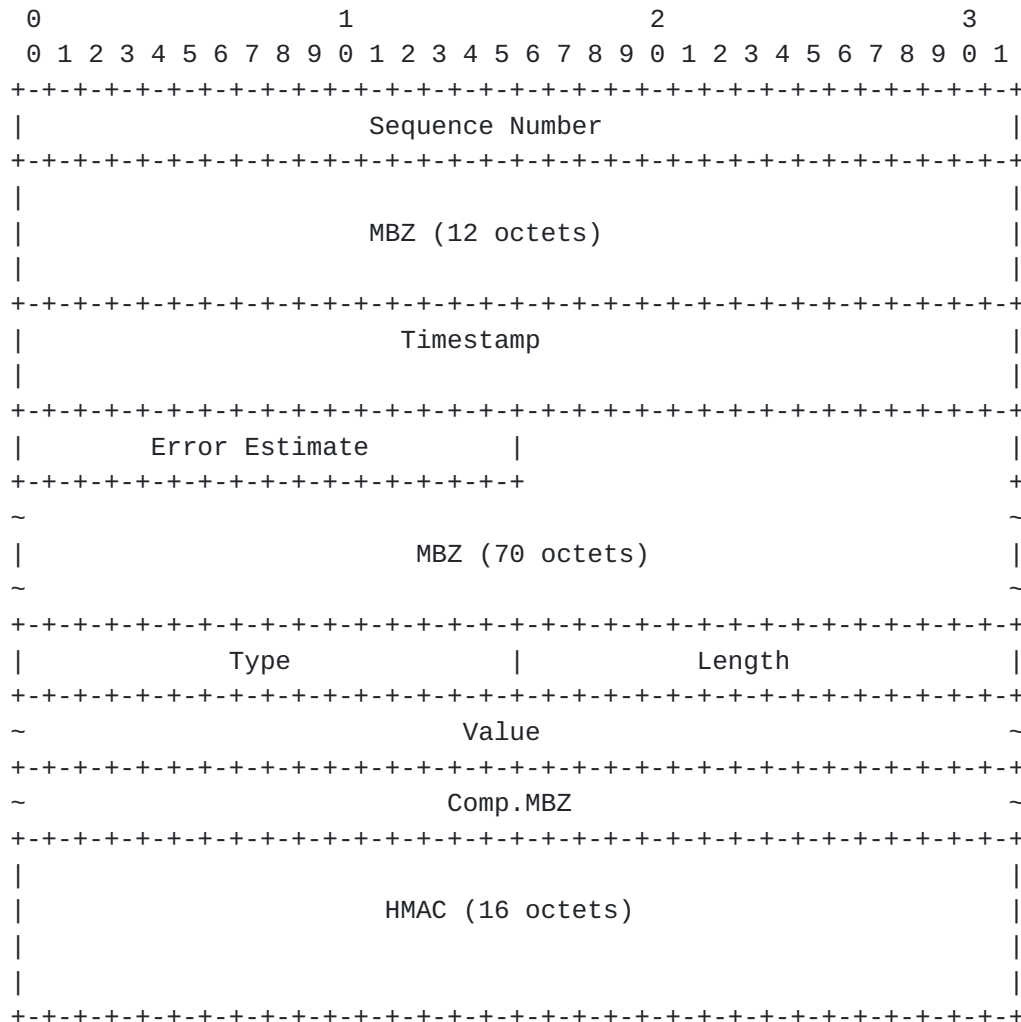 0                   1                   2                   3
 0 1 2 3 4 5 6 7 8 9 0 1 2 3 4 5 6 7 8 9 0 1 2 3 4 5 6 7 8 9 0 1
+-+-+-+-+-+-+-+-+-+-+-+-+-+-+-+-+-+-+-+-+-+-+-+-+-+-+-+-+-+-+-+-+
|                      Sequence Number                          |
+-+-+-+-+-+-+-+-+-+-+-+-+-+-+-+-+-+-+-+-+-+-+-+-+-+-+-+-+-+-+-+-+
|                                                               |
|                      MBZ (12 octets)                          |
|                                                               |
+-+-+-+-+-+-+-+-+-+-+-+-+-+-+-+-+-+-+-+-+-+-+-+-+-+-+-+-+-+-+-+-+
|                        Timestamp                              |
|                                                               |
+-+-+-+-+-+-+-+-+-+-+-+-+-+-+-+-+-+-+-+-+-+-+-+-+-+-+-+-+-+-+-+-+
|        Error Estimate         |                               |
+-+-+-+-+-+-+-+-+-+-+-+-+-+-+-+-+                               +
~                                                               ~
|                         MBZ (70 octets)                       |
~                                                               ~
+-+-+-+-+-+-+-+-+-+-+-+-+-+-+-+-+-+-+-+-+-+-+-+-+-+-+-+-+-+-+-+-+
|             Type              |           Length              |
+-+-+-+-+-+-+-+-+-+-+-+-+-+-+-+-+-+-+-+-+-+-+-+-+-+-+-+-+-+-+-+-+
~                            Value                              ~
+-+-+-+-+-+-+-+-+-+-+-+-+-+-+-+-+-+-+-+-+-+-+-+-+-+-+-+-+-+-+-+-+
~                           Comp.MBZ                            ~
+-+-+-+-+-+-+-+-+-+-+-+-+-+-+-+-+-+-+-+-+-+-+-+-+-+-+-+-+-+-+-+-+
|                                                               |
|                       HMAC (16 octets)                        |
|                                                               |
|                                                               |
+-+-+-+-+-+-+-+-+-+-+-+-+-+-+-+-+-+-+-+-+-+-+-+-+-+-+-+-+-+-+-+-+